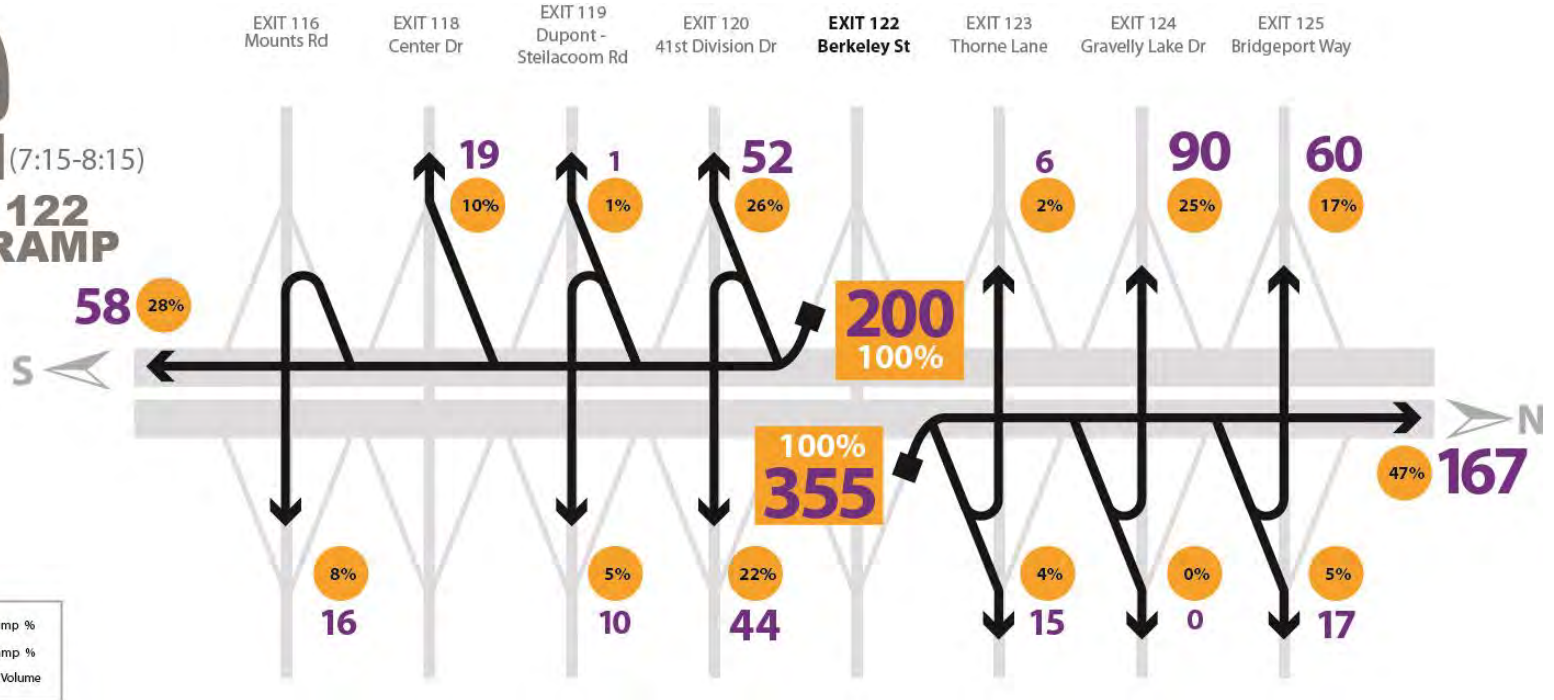 EXIT 116
Mounts Rd
EXIT 118
Center Dr
EXIT 119
Dupont -
Steilacoom Rd
EXIT 120
41st Division Dr
EXIT 122
Berkeley St
EXIT 123
Thorne Lane
EXIT 124
Gravelly Lake Dr
EXIT 125
Bridgeport Way
(7:15-8:15)
122
RAMP
19
10%
1
1%
52
26%
6
2%
90
25%
60
17%
58
28%
200
100%
S
N
100%
355
47%
167
8%
16
5%
10
22%
44
4%
15
0%
0
5%
17
%
%
Volume